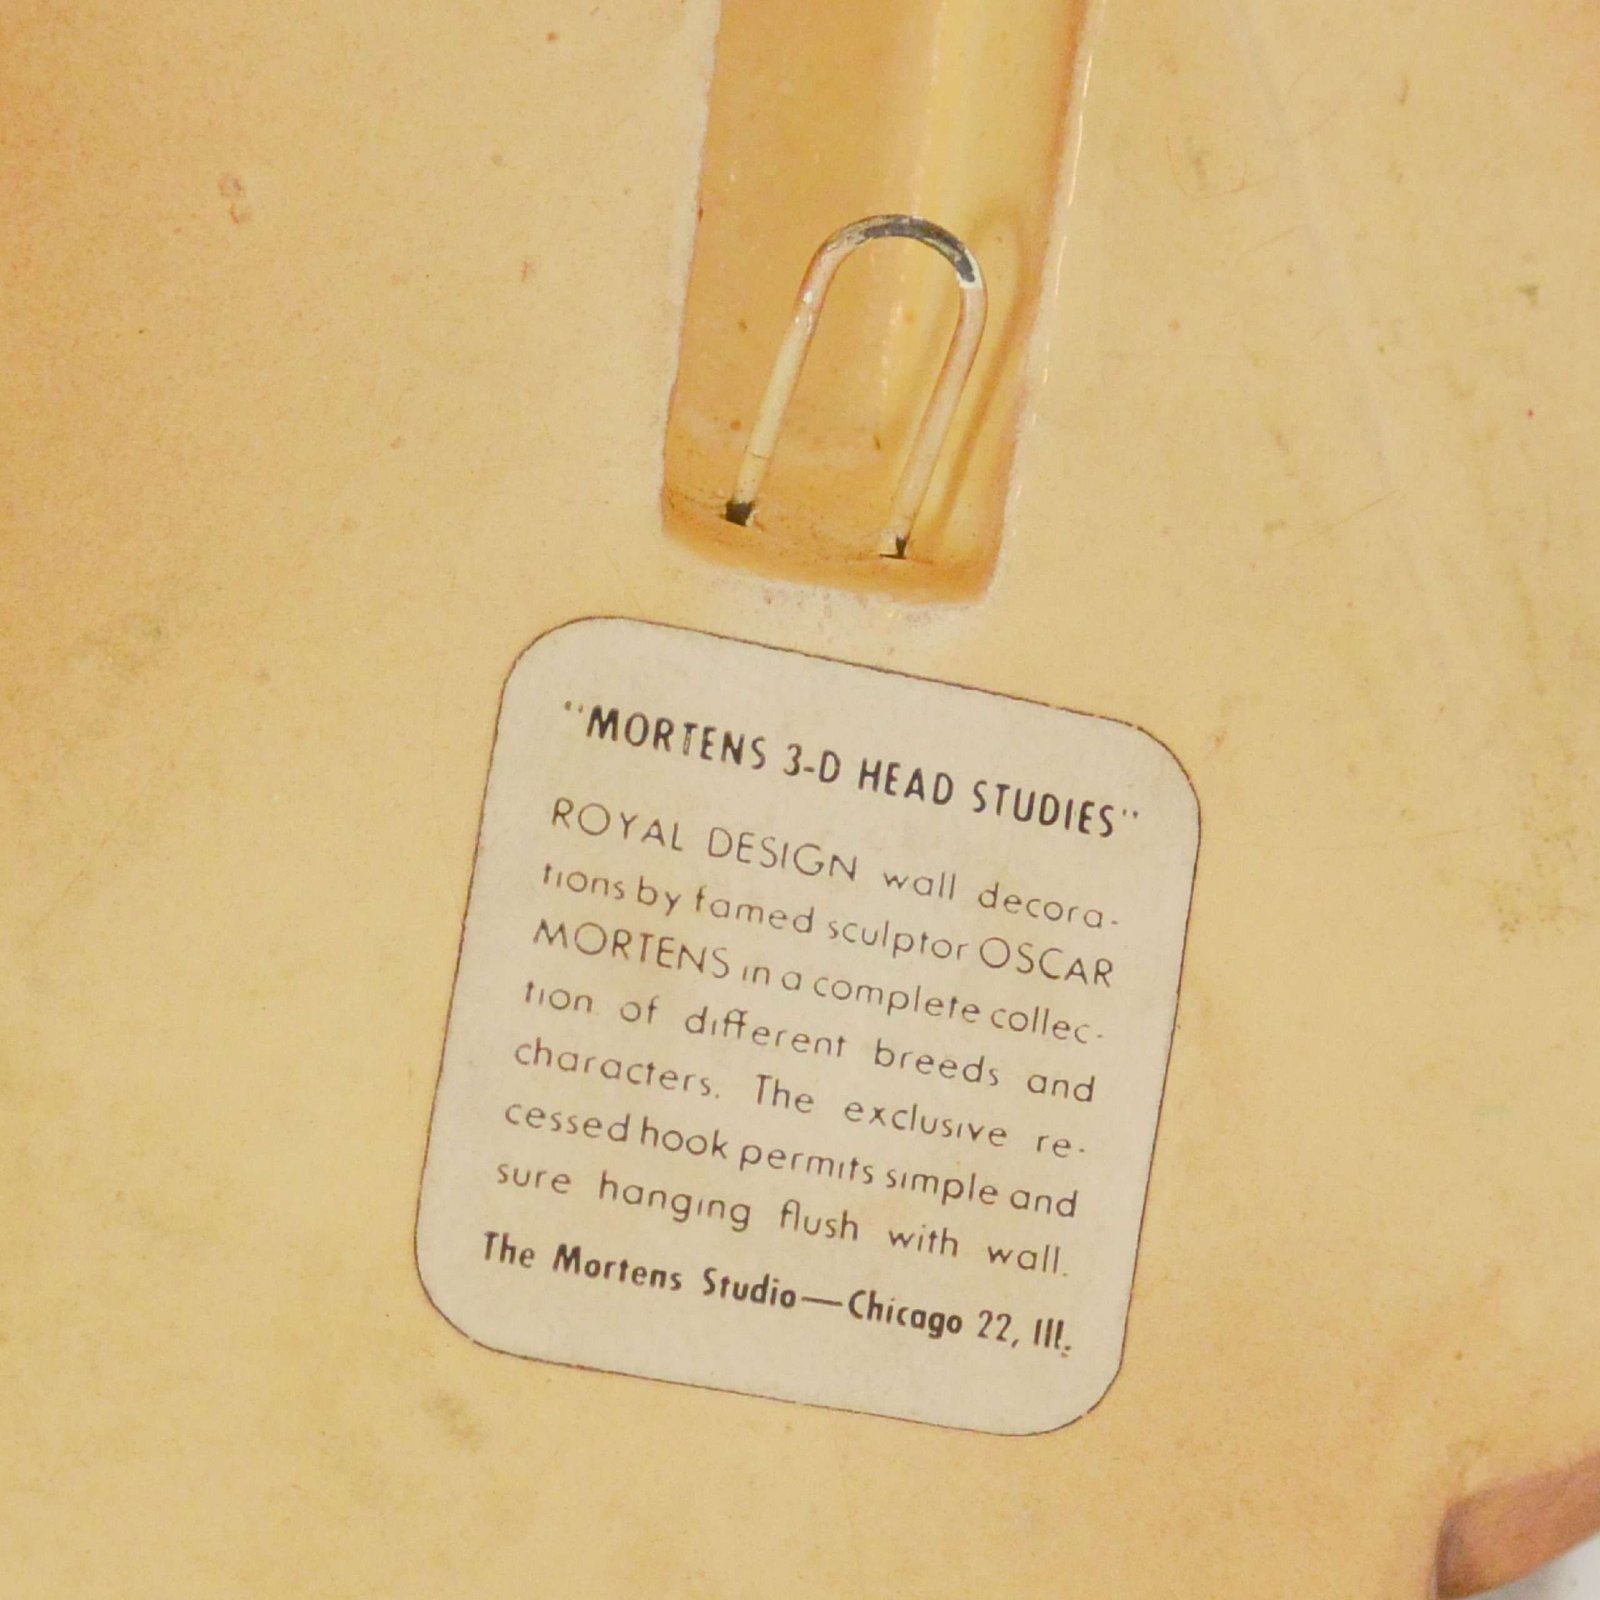 "MORTENS 3-D HEAD STUDIES"
ROYAL DESIGN wall decora-
tions by famed sculptor OSCAR
MORTENS in a complete collec-
tion of different breeds and
characters. The exclusive re-
cessed hook permits simple and
sure hanging flush with wall.
The Mortens Studio—Chicago 22, Ill.